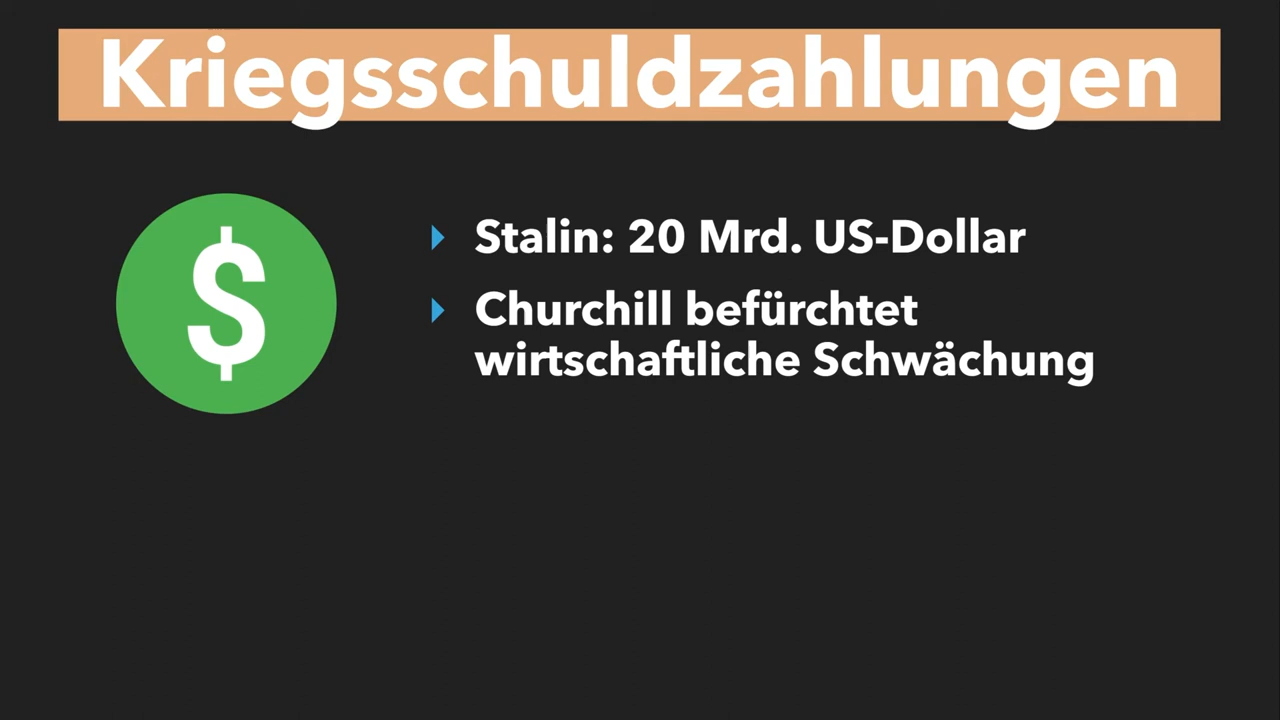 Kriegsschuldzahlungen
$
Stalin: 20 Mrd. US-Dollar
Churchill befürchtet
wirtschaftliche Schwächung